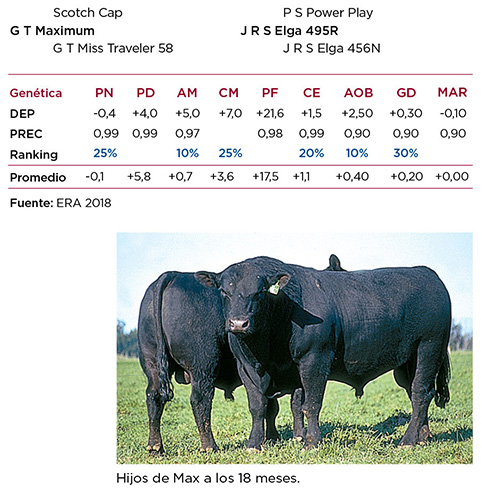 Scotch Cap P S Power Play
G T Maximum J R S Elga 495R
G T Miss Traveler 58 J R S Elga 456N
Genética PN PD AM CM PF CE AOB GD MAR
DEP -0,4 +4,0 +5,0 +7,0 +21,6 +1,5 +2,50 +0,30 -0,10
PREC 0,99 0,99 0,97 0,98 0,99 0,90 0,90 0,90
Ranking 25% 10% 25% 20% 10% 30%
Promedio -0,1 +5,8 +0,7 +3,6 +17,5 +1,1 +0,40 +0,20 +0,00
Fuente: ERA 2018
Hijos de Max a los 18 meses.